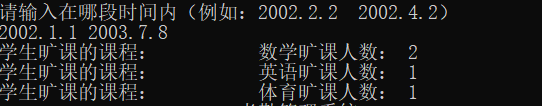 请输入在哪段时间内（例如：2002.2.2  2002.4.2）
2002.1.1 2003.7.8
学生旷课的课程：          数学旷课人数： 2
学生旷课的课程：          英语旷课人数： 1
学生旷课的课程：          体育旷课人数： 1